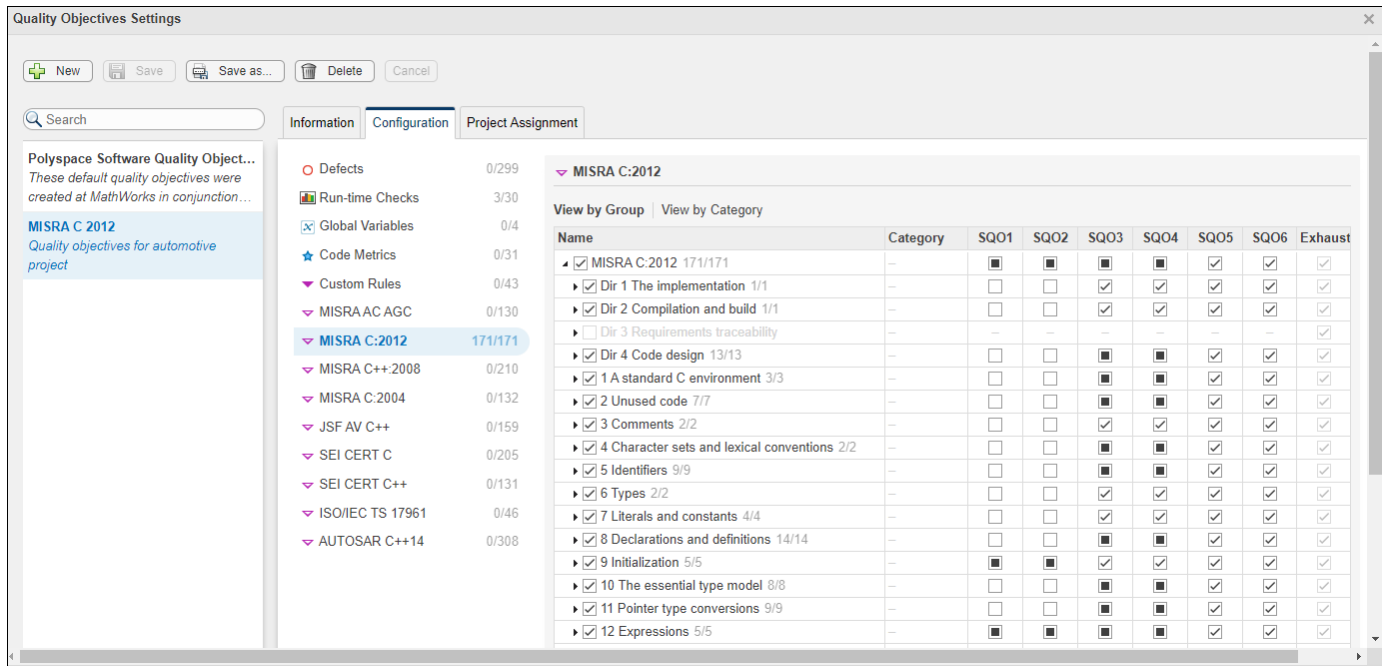 Quality Objectives Settings
New Save Save as... Delete Cancel
Search
Polyspace Software Quality Object...
These default quality objectives were
created at MathWorks in conjunction...
MISRA C 2012
Quality objectives for automotive
project
Information Configuration Project Assignment
Defects 0/299
Run-time Checks 3/30
Global Variables 0/4
Code Metrics 0/31
Custom Rules 0/43
MISRA AC AGC 0/130
MISRA C:2012 171/171
MISRA C++:2008 0/210
MISRA C:2004 0/132
JSF AV C++ 0/159
SEI CERT C 0/205
SEI CERT C++ 0/131
ISO/IEC TS 17961 0/46
AUTOSAR C++14 0/308
MISRA C:2012
View by Group | View by Category
Name Category SQO1 SQO2 SQO3 SQO4 SQO5 SQO6 Exhaust
MISRA C:2012 171/171 –
Dir 1 The implementation 1/1 –
Dir 2 Compilation and build 1/1 –
Dir 3 Requirements traceability – – – – – – –
Dir 4 Code design 13/13 –
1 A standard C environment 3/3 –
2 Unused code 7/7 –
3 Comments 2/2 –
4 Character sets and lexical conventions 2/2 –
5 Identifiers 9/9 –
6 Types 2/2 –
7 Literals and constants 4/4 –
8 Declarations and definitions 14/14 –
9 Initialization 5/5 –
10 The essential type model 8/8 –
11 Pointer type conversions 9/9 –
12 Expressions 5/5 –